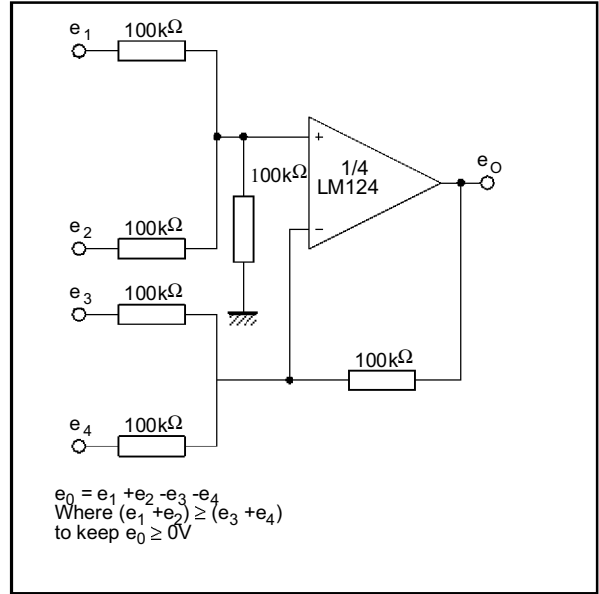 e1
100kΩ
100kΩ
1/4
LM124
+
−
eO
e2
100kΩ
e3
100kΩ
100kΩ
e4
100kΩ
e0 = e1 +e2 -e3 -e4
Where (e1 +e2) ≥ (e3 +e4)
to keep e0 ≥ 0V